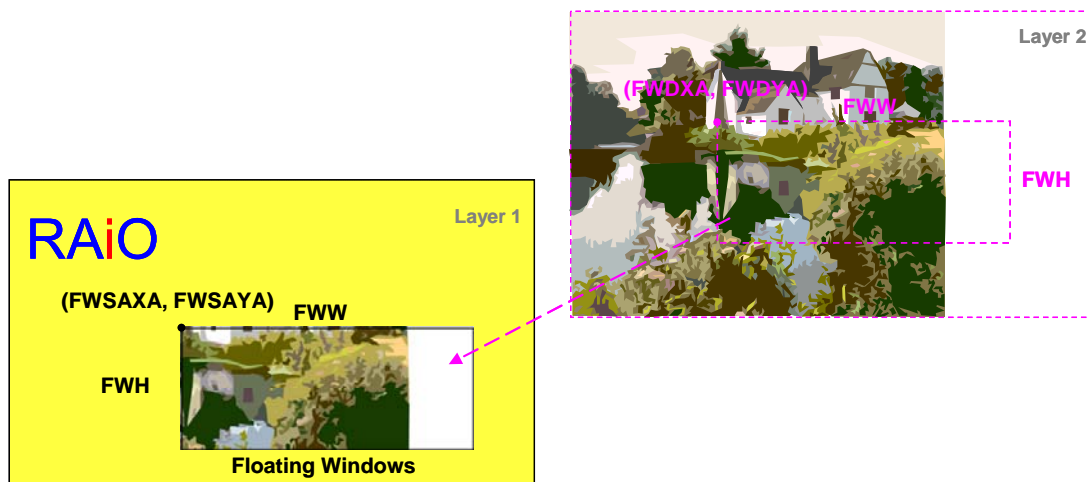 Layer 2
(FWDXA, FWDYA)
FWW
FWH
Layer 1
RAiO
(FWSAXA, FWSAYA)
FWW
FWH
Floating Windows